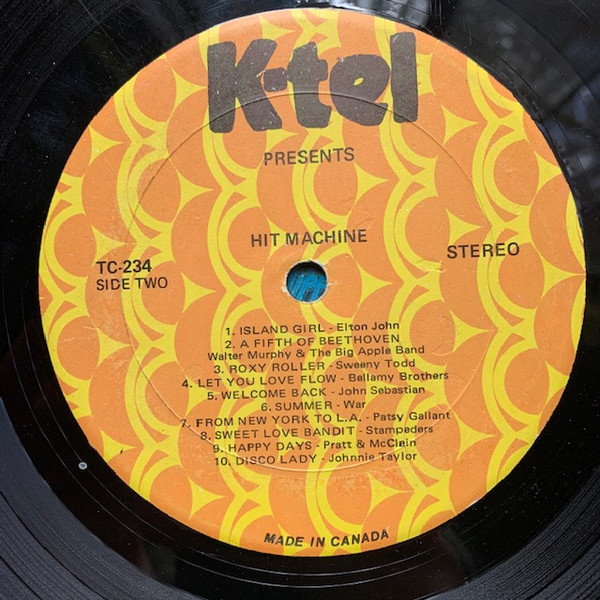 K-tel
PRESENTS
HIT MACHINE
TC-234
SIDE TWO
STEREO
1. ISLAND GIRL - Elton John
2. A FIFTH OF BEETHOVEN
Walter Murphy & The Big Apple Band
3. ROXY ROLLER - Sweeny Todd
4. LET YOU LOVE FLOW - Bellamy Brothers
5. WELCOME BACK - John Sebastian
6. SUMMER - War
7. FROM NEW YORK TO L.A. - Patsy Gallant
8. SWEET LOVE BANDIT - Stampeders
9. HAPPY DAYS - Pratt & McClain
10. DISCO LADY - Johnnie Taylor
MADE IN CANADA